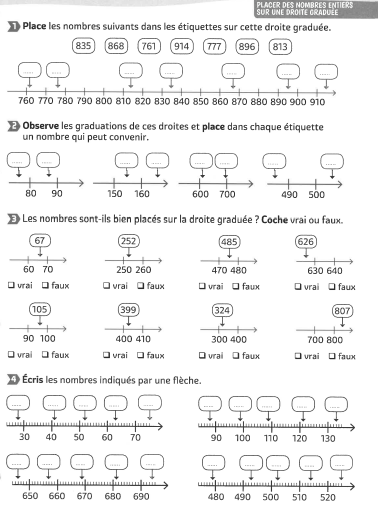 PLACER DES NOMBRES ENTIERS
SUR UNE DROITE GRADUÉE
1 Place les nombres suivants dans les étiquettes sur cette droite graduée.
835 868 761 914 777 896 813
..... ..... ..... ..... ..... ..... .....
760 770 780 790 800 810 820 830 840 850 860 870 880 890 900 910
2 Observe les graduations de ces droites et place dans chaque étiquette
un nombre qui peut convenir.
..... ..... ..... ..... ..... ..... ..... .....
80 90 150 160 600 700 490 500
3 Les nombres sont-ils bien placés sur la droite graduée ? Coche vrai ou faux.
67 252 485 626
60 70 250 260 470 480 630 640
☐ vrai ☐ faux ☐ vrai ☐ faux ☐ vrai ☐ faux ☐ vrai ☐ faux
105 399 324 807
90 100 400 410 300 400 700 800
☐ vrai ☐ faux ☐ vrai ☐ faux ☐ vrai ☐ faux ☐ vrai ☐ faux
4 Écris les nombres indiqués par une flèche.
..... ..... ..... ..... ..... ..... ..... ..... ..... .....
30 40 50 60 70 90 100 110 120 130
..... ..... ..... ..... ..... ..... ..... ..... ..... .....
650 660 670 680 690 480 490 500 510 520